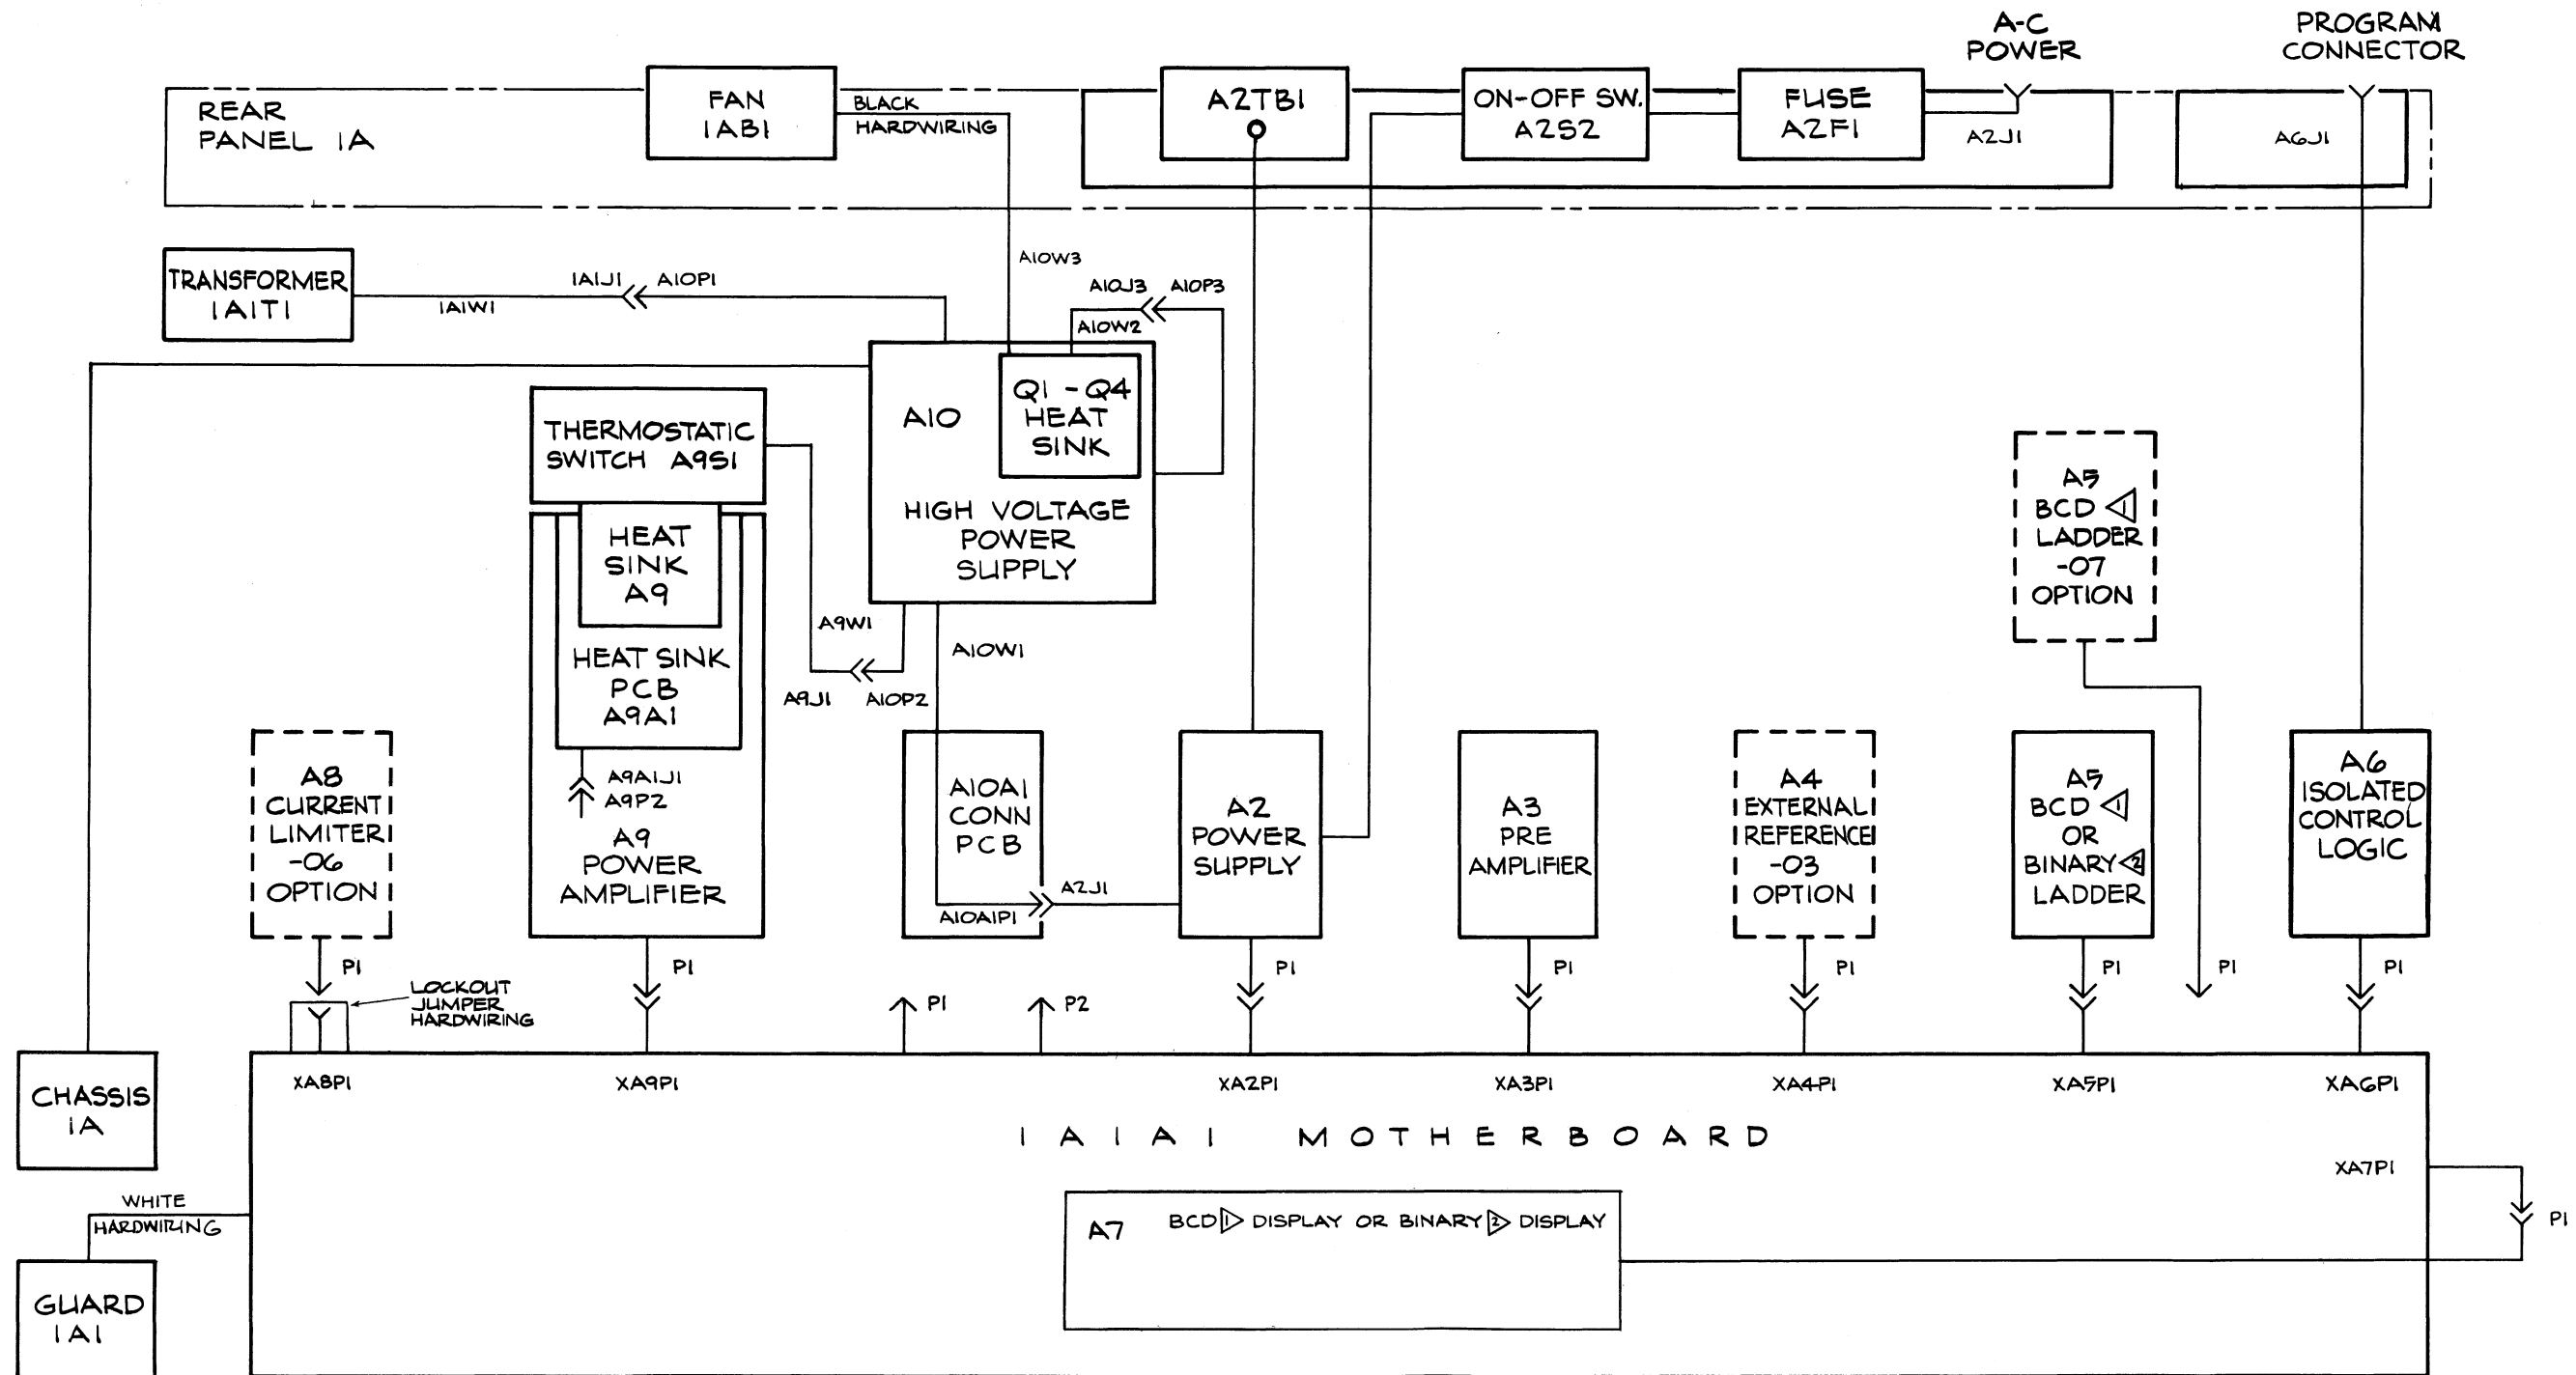 A-C
POWER
PROGRAM
CONNECTOR
REAR
PANEL 1A
FAN
1AB1
BLACK
HARDWIRING
A2TB1
ON-OFF SW.
A2S2
FUSE
A2F1
A2J1
A6J1
TRANSFORMER
1A1T1
1A1W1
1A1J1
A10P1
A10W3
A10J3
A10P3
A10W2
A10
Q1 - Q4
HEAT
SINK
HIGH VOLTAGE
POWER
SUPPLY
THERMOSTATIC
SWITCH A9S1
HEAT
SINK
A9
HEAT SINK
PCB
A9A1
A9A1J1
A9P2
A9
POWER
AMPLIFIER
A9W1
A9J1
A10P2
A10W1
A5
BCD 1
LADDER
-07
OPTION
A8
CURRENT
LIMITER
-06
OPTION
A10A1
CONN
PCB
A10A1P1
A2J1
A2
POWER
SUPPLY
A3
PRE
AMPLIFIER
A4
EXTERNAL
REFERENCE
-03
OPTION
A5
BCD 1
OR
BINARY 2
LADDER
A6
ISOLATED
CONTROL
LOGIC
P1
LOCKOUT
JUMPER
HARDWIRING
P1
P1
P2
P1
P1
P1
P1
P1
P1
CHASSIS
1A
XA8P1
XA9P1
XA2P1
XA3P1
XA4P1
XA5P1
XA6P1
1A1A1 MOTHERBOARD
XA7P1
P1
WHITE
HARDWIRING
GUARD
1A1
A7
BCD 1 DISPLAY OR BINARY 2 DISPLAY